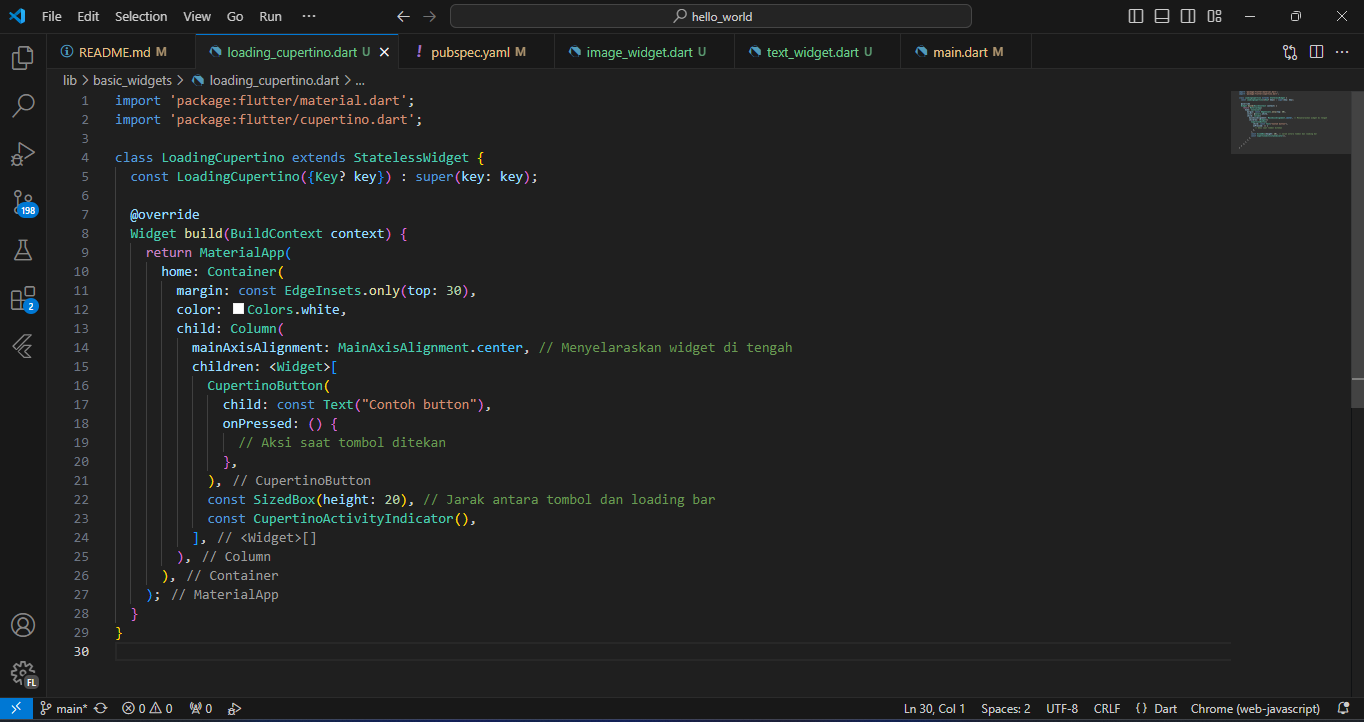 File Edit Selection View Go Run ··· hello_world
README.md M loading_cupertino.dart U pubspec.yaml M image_widget.dart U text_widget.dart U main.dart M
lib > basic_widgets > loading_cupertino.dart > ...
1 import 'package:flutter/material.dart';
2 import 'package:flutter/cupertino.dart';
3
4 class LoadingCupertino extends StatelessWidget {
5 const LoadingCupertino({Key? key}) : super(key: key);
6
7 @override
8 Widget build(BuildContext context) {
9 return MaterialApp(
10 home: Container(
11 margin: const EdgeInsets.only(top: 30),
12 color: Colors.white,
13 child: Column(
14 mainAxisAlignment: MainAxisAlignment.center, // Menyelaraskan widget di tengah
15 children: <Widget>[
16 CupertinoButton(
17 child: const Text("Contoh button"),
18 onPressed: () {
19 // Aksi saat tombol ditekan
20 },
21 ), // CupertinoButton
22 const SizedBox(height: 20), // Jarak antara tombol dan loading bar
23 const CupertinoActivityIndicator(),
24 ], // <Widget>[]
25 ), // Column
26 ), // Container
27 ); // MaterialApp
28 }
29 }
30
198
2
FL
main* 0 0 0 Ln 30, Col 1 Spaces: 2 UTF-8 CRLF {} Dart Chrome (web-javascript)